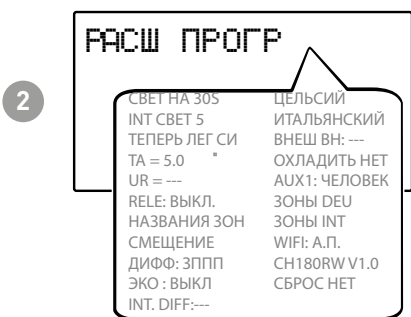 РАСШ ПРОГР
2
СВЕТ НА 30S
INT СВЕТ 5
ТЕПЕРЬ ЛЕГ СИ
TA = 5.0 °
UR = ---
RELE: ВЫКЛ.
НАЗВАНИЯ ЗОН
СМЕЩЕНИЕ
ДИФФ: ЗППП
ЭКО : ВЫКЛ
INT. DIFF:---
ЦЕЛЬСИЙ
ИТАЛЬЯНСКИЙ
ВНЕШ ВН: ---
ОХЛАДИТЬ НЕТ
AUX1: ЧЕЛОВЕК
ЗОНЫ DEU
ЗОНЫ INT
WIFI: А.П.
CH180RW V1.0
СБРОС НЕТ